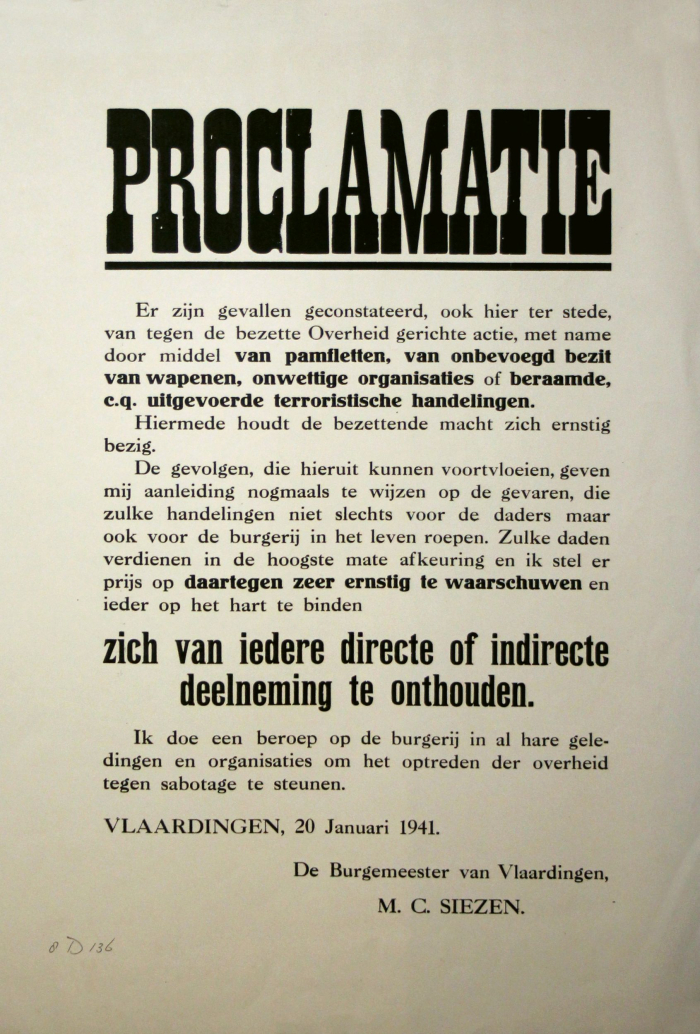 PROCLAMATIE
Er zijn gevallen geconstateerd, ook hier ter stede,
van tegen de bezette Overheid gerichte actie, met name
door middel van pamfletten, van onbevoegd bezit
van wapenen, onwettige organisaties of beraamde,
c.q. uitgevoerde terroristische handelingen.
Hiermede houdt de bezettende macht zich ernstig
bezig.
De gevolgen, die hieruit kunnen voortvloeien, geven
mij aanleiding nogmaals te wijzen op de gevaren, die
zulke handelingen niet slechts voor de daders maar
ook voor de burgerij in het leven roepen. Zulke daden
verdienen in de hoogste mate afkeuring en ik stel er
prijs op daartegen zeer ernstig te waarschuwen en
ieder op het hart te binden
zich van iedere directe of indirecte
deelneming te onthouden.
Ik doe een beroep op de burgerij in al hare gele-
dingen en organisaties om het optreden der overheid
tegen sabotage te steunen.
VLAARDINGEN, 20 Januari 1941.
De Burgemeester van Vlaardingen,
M. C. SIEZEN.
D 136